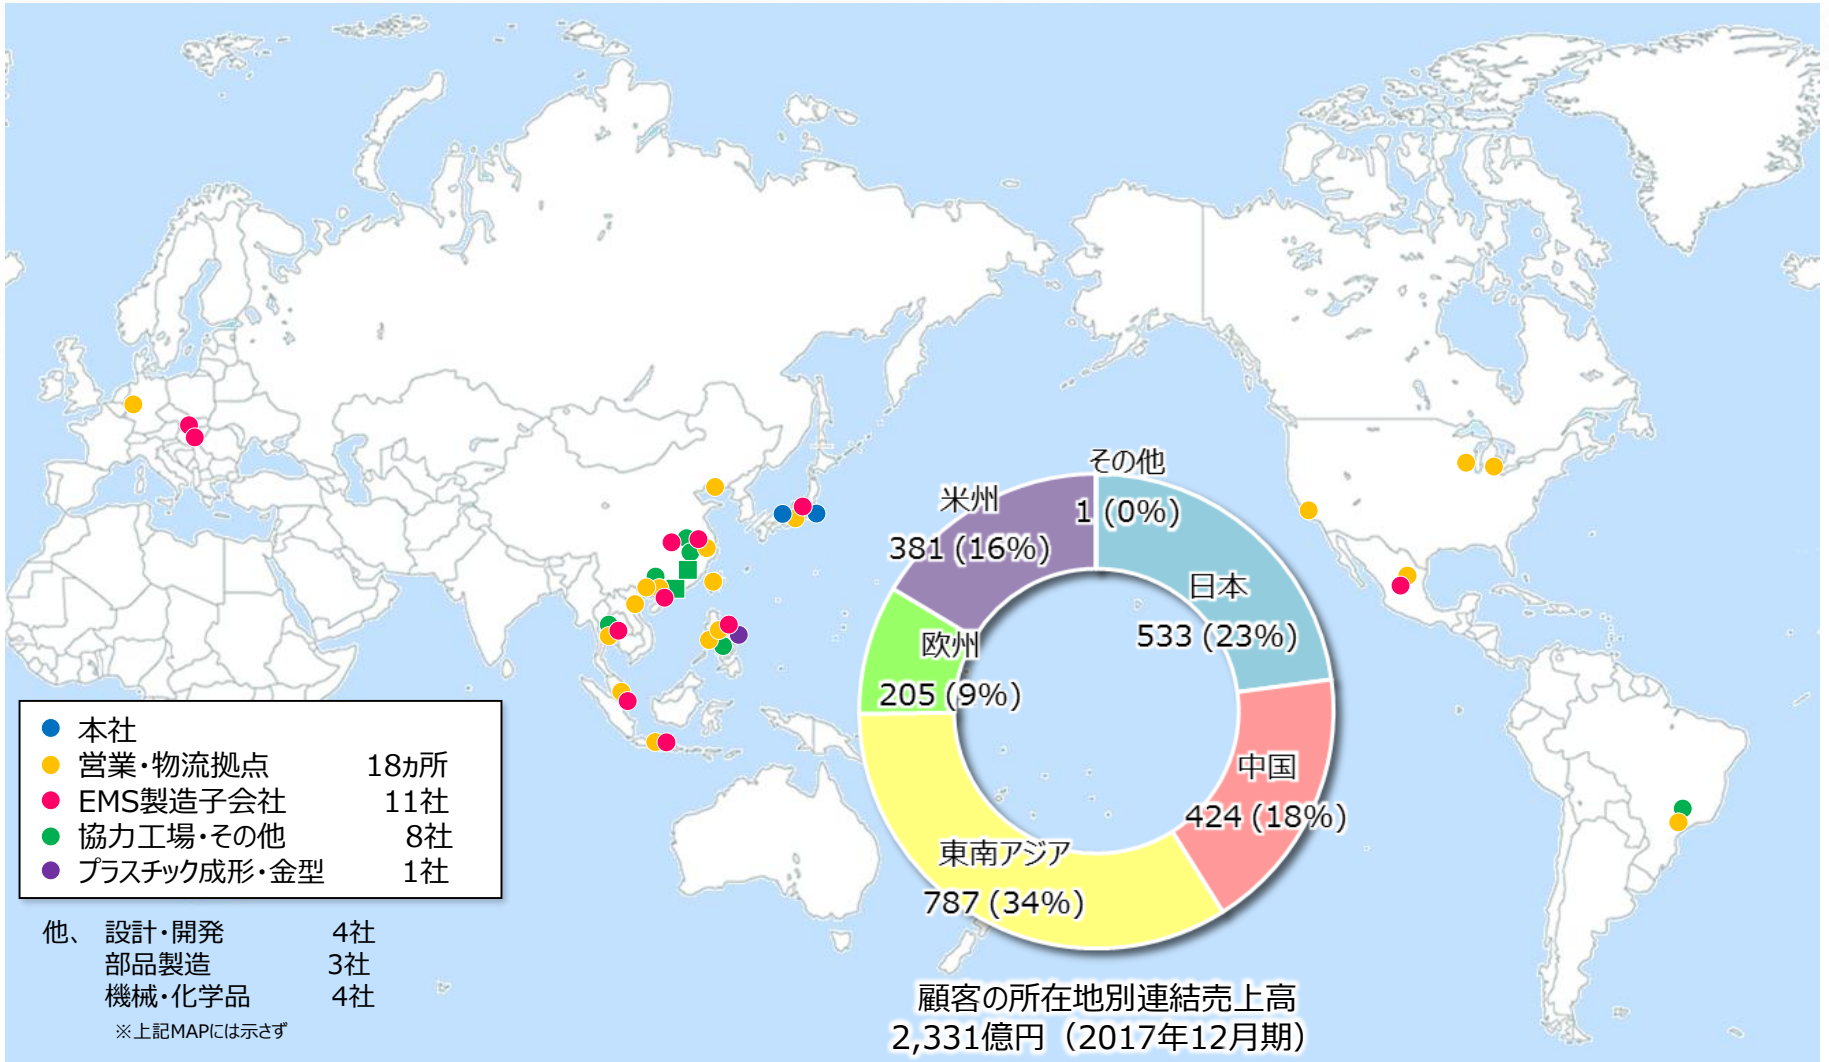 その他
1 (0%)
米州
381 (16%)
日本
533 (23%)
欧州
205 (9%)
中国
424 (18%)
東南アジア
787 (34%)
本社
営業・物流拠点 18ヵ所
EMS製造子会社 11社
協力工場・その他 8社
プラスチック成形・金型 1社
他、 設計・開発 4社
部品製造 3社
機械・化学品 4社
※上記MAPには示さず
顧客の所在地別連結売上高
2,331億円（2017年12月期）